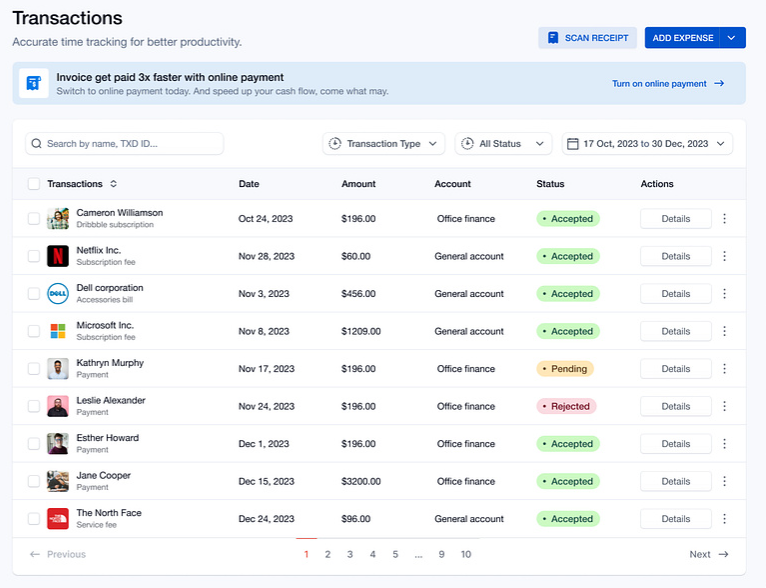 Transactions
Accurate time tracking for better productivity.
SCAN RECEIPT
ADD EXPENSE
Invoice get paid 3x faster with online payment
Switch to online payment today. And speed up your cash flow, come what may.
Turn on online payment →
Search by name, TXD ID...
Transaction Type
All Status
17 Oct, 2023 to 30 Dec, 2023
Transactions Date Amount Account Status Actions
Cameron Williamson
Dribbble subscription
Oct 24, 2023 $196.00 Office finance • Accepted Details
N
Netflix Inc.
Subscription fee
Nov 28, 2023 $60.00 General account • Accepted Details
DELL
Dell corporation
Accessories bill
Nov 3, 2023 $456.00 General account • Accepted Details
Microsoft Inc.
Subscription fee
Nov 8, 2023 $1209.00 General account • Accepted Details
Kathryn Murphy
Payment
Nov 17, 2023 $196.00 Office finance • Pending Details
Leslie Alexander
Payment
Nov 24, 2023 $196.00 Office finance • Rejected Details
Esther Howard
Payment
Dec 1, 2023 $196.00 Office finance • Accepted Details
Jane Cooper
Payment
Dec 15, 2023 $3200.00 Office finance • Accepted Details
The North Face
Service fee
Dec 24, 2023 $96.00 General account • Accepted Details
← Previous 1 2 3 4 5 ... 9 10 Next →